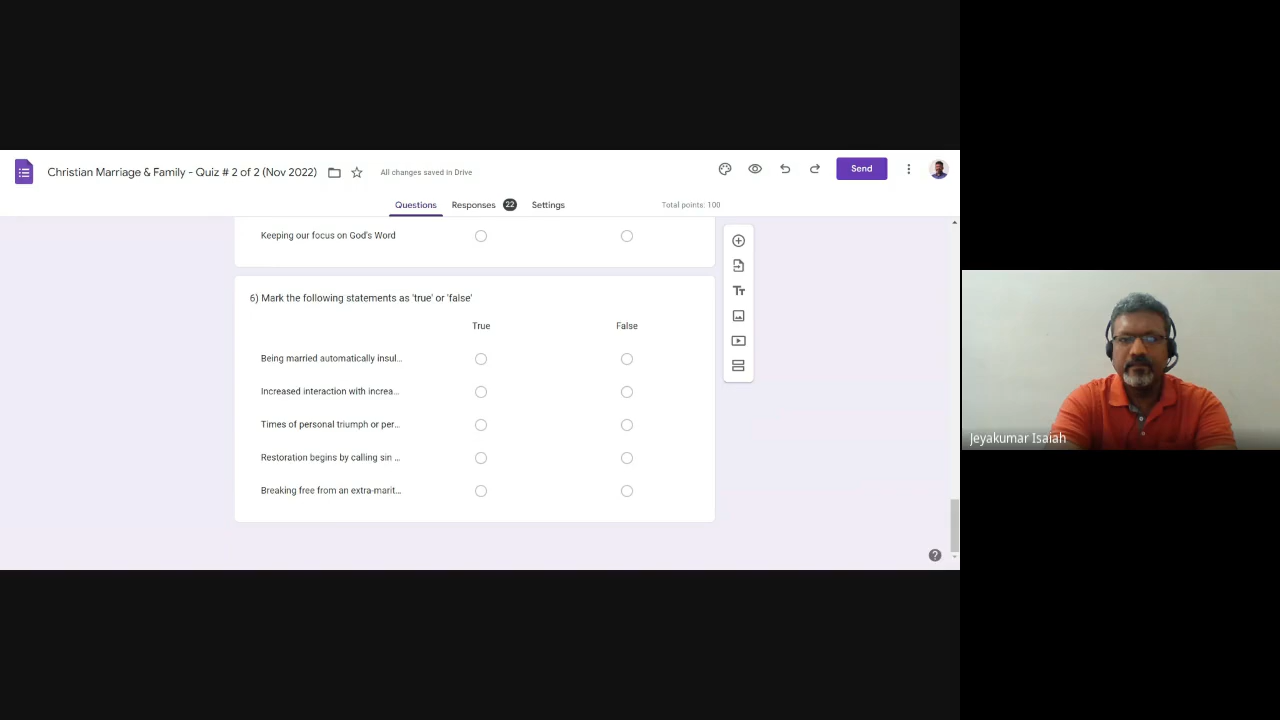 Christian Marriage & Family - Quiz # 2 of 2 (Nov 2022)
All changes saved in Drive
Send
Questions
Responses 22
Settings
Total points: 100
Keeping our focus on God's Word
6) Mark the following statements as 'true' or 'false'
True False
Being married automatically insul...
Increased interaction with increa...
Times of personal triumph or per...
Restoration begins by calling sin ...
Breaking free from an extra-marit...
Jeyakumar Isaiah